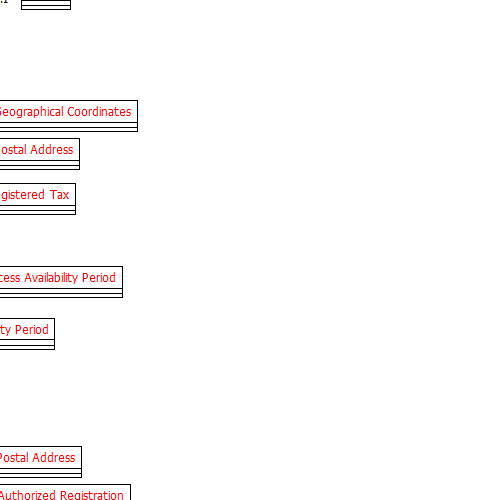 Geographical Coordinates
ostal Address
gistered Tax
cess Availability Period
ty Period
Postal Address
Authorized Registration